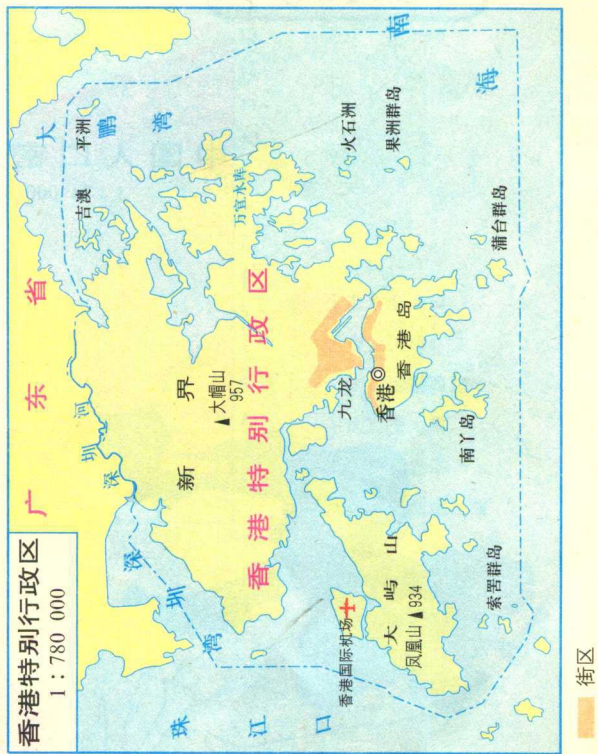 香港特别行政区
1：780 000
广东省
大鹏湾
平洲
吉澳
深圳河
深圳湾
新界
大帽山
957
万宜水库
香港特别行政区
火石洲
果洲群岛
南海
九龙
香港
香港岛
蒲台群岛
南丫岛
香港国际机场
大屿山
凤凰山
934
索罟群岛
珠江口
街区